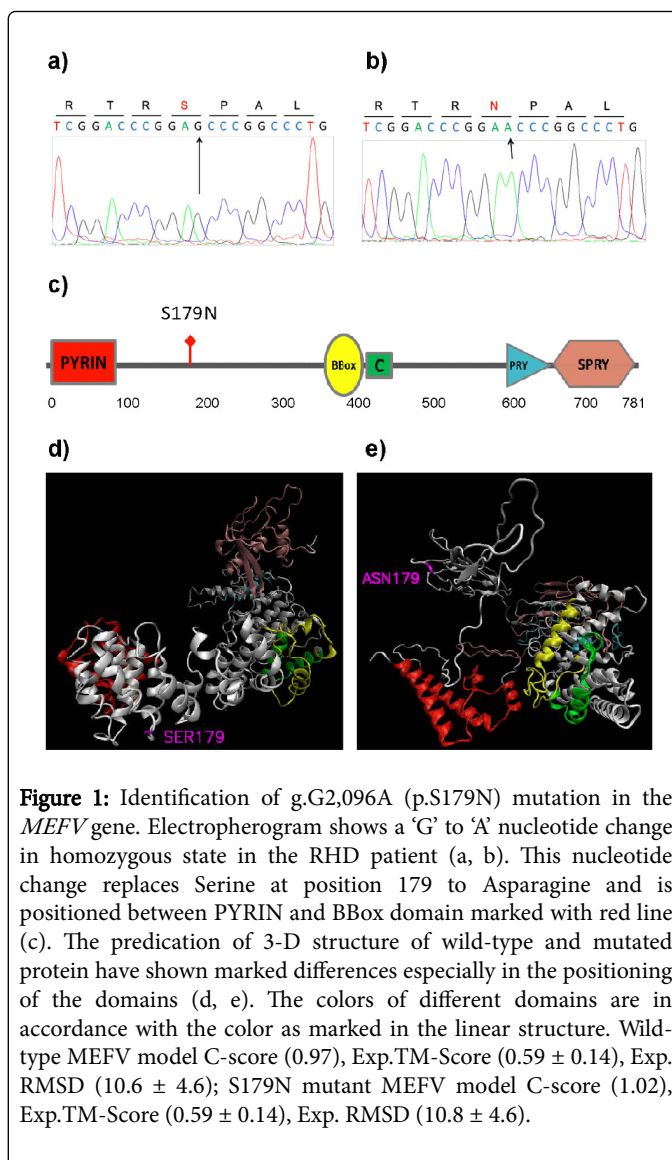 a)
b)
R T R S P A L
R T R N P A L
TCGGACCCGGAGCCCGGCCCTG
TCGGACCCGGAACCCGGCCCTG
c)
S179N
PYRIN
BBox
C
PRY
SPRY
0 100 200 300 400 500 600 700 781
d)
e)
SER179
ASN179
Figure 1: Identification of g.G2,096A (p.S179N) mutation in the
MEFV gene. Electropherogram shows a ‘G’ to ‘A’ nucleotide change
in homozygous state in the RHD patient (a, b). This nucleotide
change replaces Serine at position 179 to Asparagine and is
positioned between PYRIN and BBox domain marked with red line
(c). The predication of 3-D structure of wild-type and mutated
protein have shown marked differences especially in the positioning
of the domains (d, e). The colors of different domains are in
accordance with the color as marked in the linear structure. Wild-
type MEFV model C-score (0.97), Exp.TM-Score (0.59 ± 0.14), Exp.
RMSD (10.6 ± 4.6); S179N mutant MEFV model C-score (1.02),
Exp.TM-Score (0.59 ± 0.14), Exp. RMSD (10.8 ± 4.6).